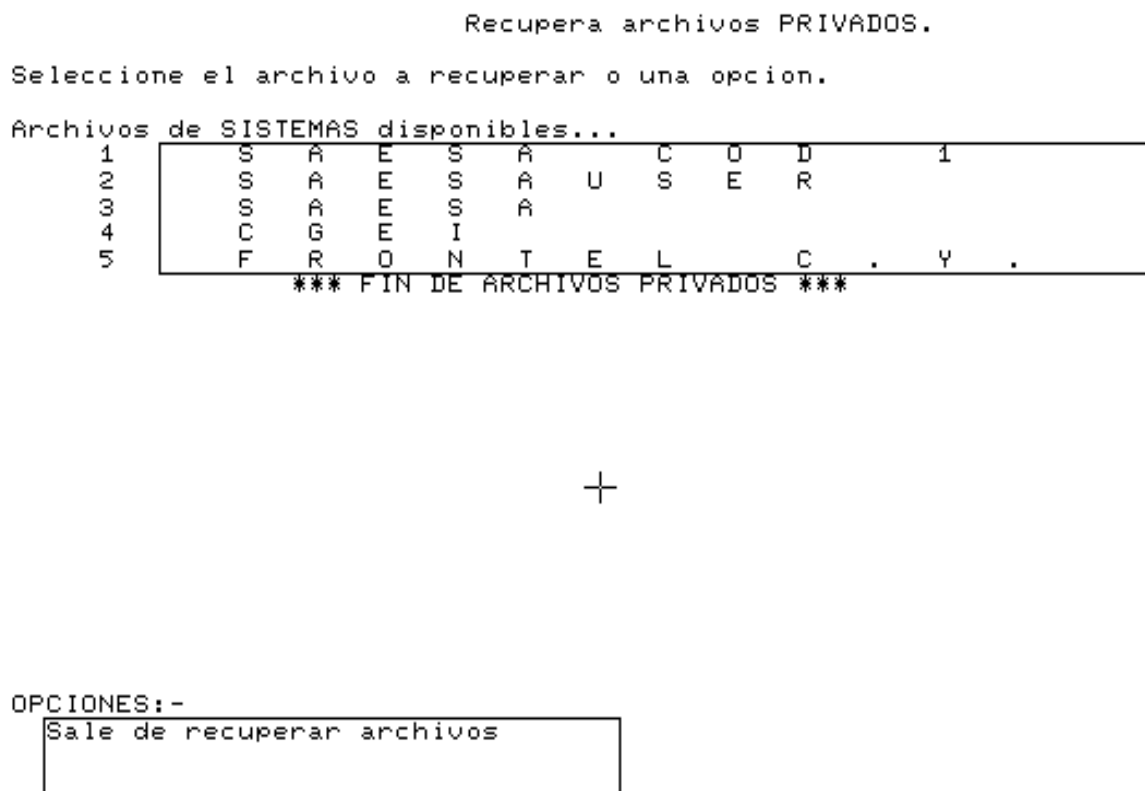 Recupera archivos PRIVADOS.
Seleccione el archivo a recuperar o una opcion.
Archivos de SISTEMAS disponibles...
1 S A E S A   C O D   1
2 S A E S A U S E R
3 S A E S A
4 C G E I
5 F R O N T E L   C . Y .
*** FIN DE ARCHIVOS PRIVADOS ***
OPCIONES:-
Sale de recuperar archivos